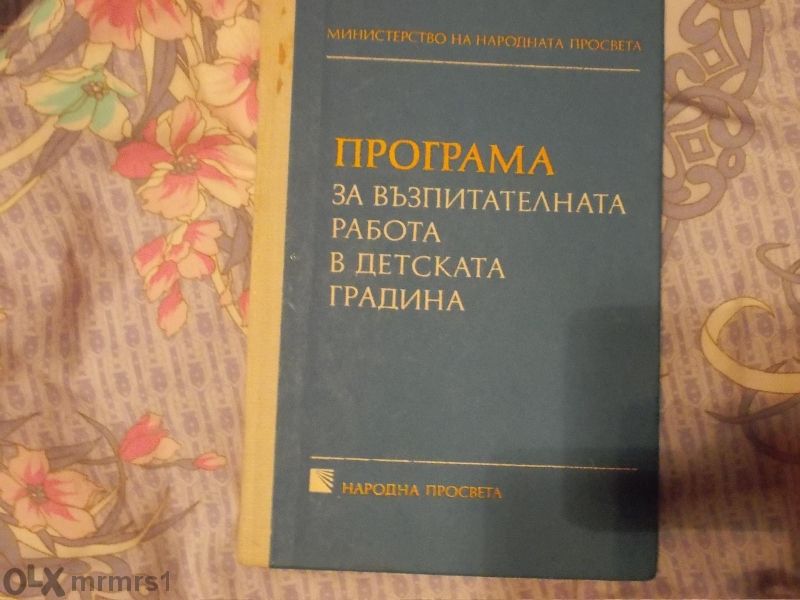 МИНИСТЕРСТВО НА НАРОДНАТА ПРОСВЕТА
ПРОГРАМА
ЗА ВЪЗПИТАТЕЛНАТА
РАБОТА
В ДЕТСКАТА
ГРАДИНА
НАРОДНА ПРОСВЕТА
OLX mrmrs1